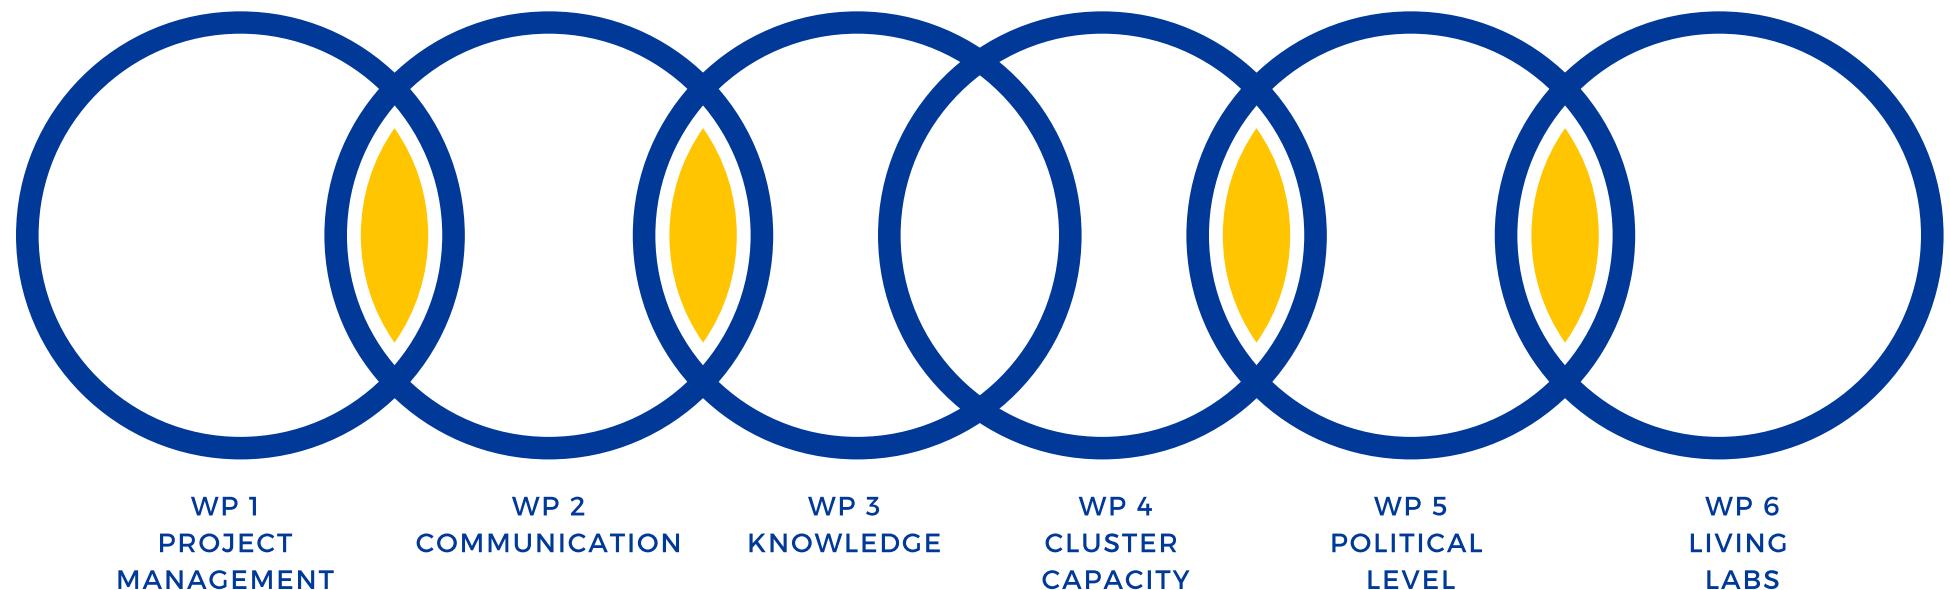 WP 1
PROJECT
MANAGEMENT
WP 2
COMMUNICATION
WP 3
KNOWLEDGE
WP 4
CLUSTER
CAPACITY
WP 5
POLITICAL
LEVEL
WP 6
LIVING
LABS